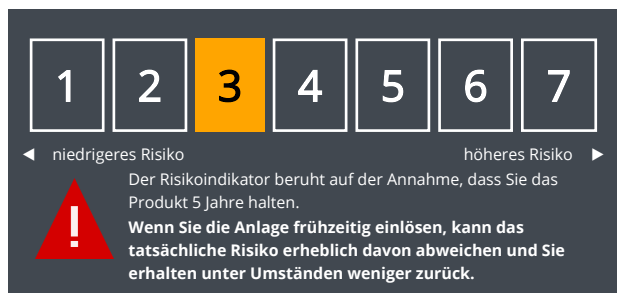 1 2 3 4 5 6 7
◄ niedrigeres Risiko höheres Risiko ►
Der Risikoindikator beruht auf der Annahme, dass Sie das
Produkt 5 Jahre halten.
Wenn Sie die Anlage frühzeitig einlösen, kann das
tatsächliche Risiko erheblich davon abweichen und Sie
erhalten unter Umständen weniger zurück.
!